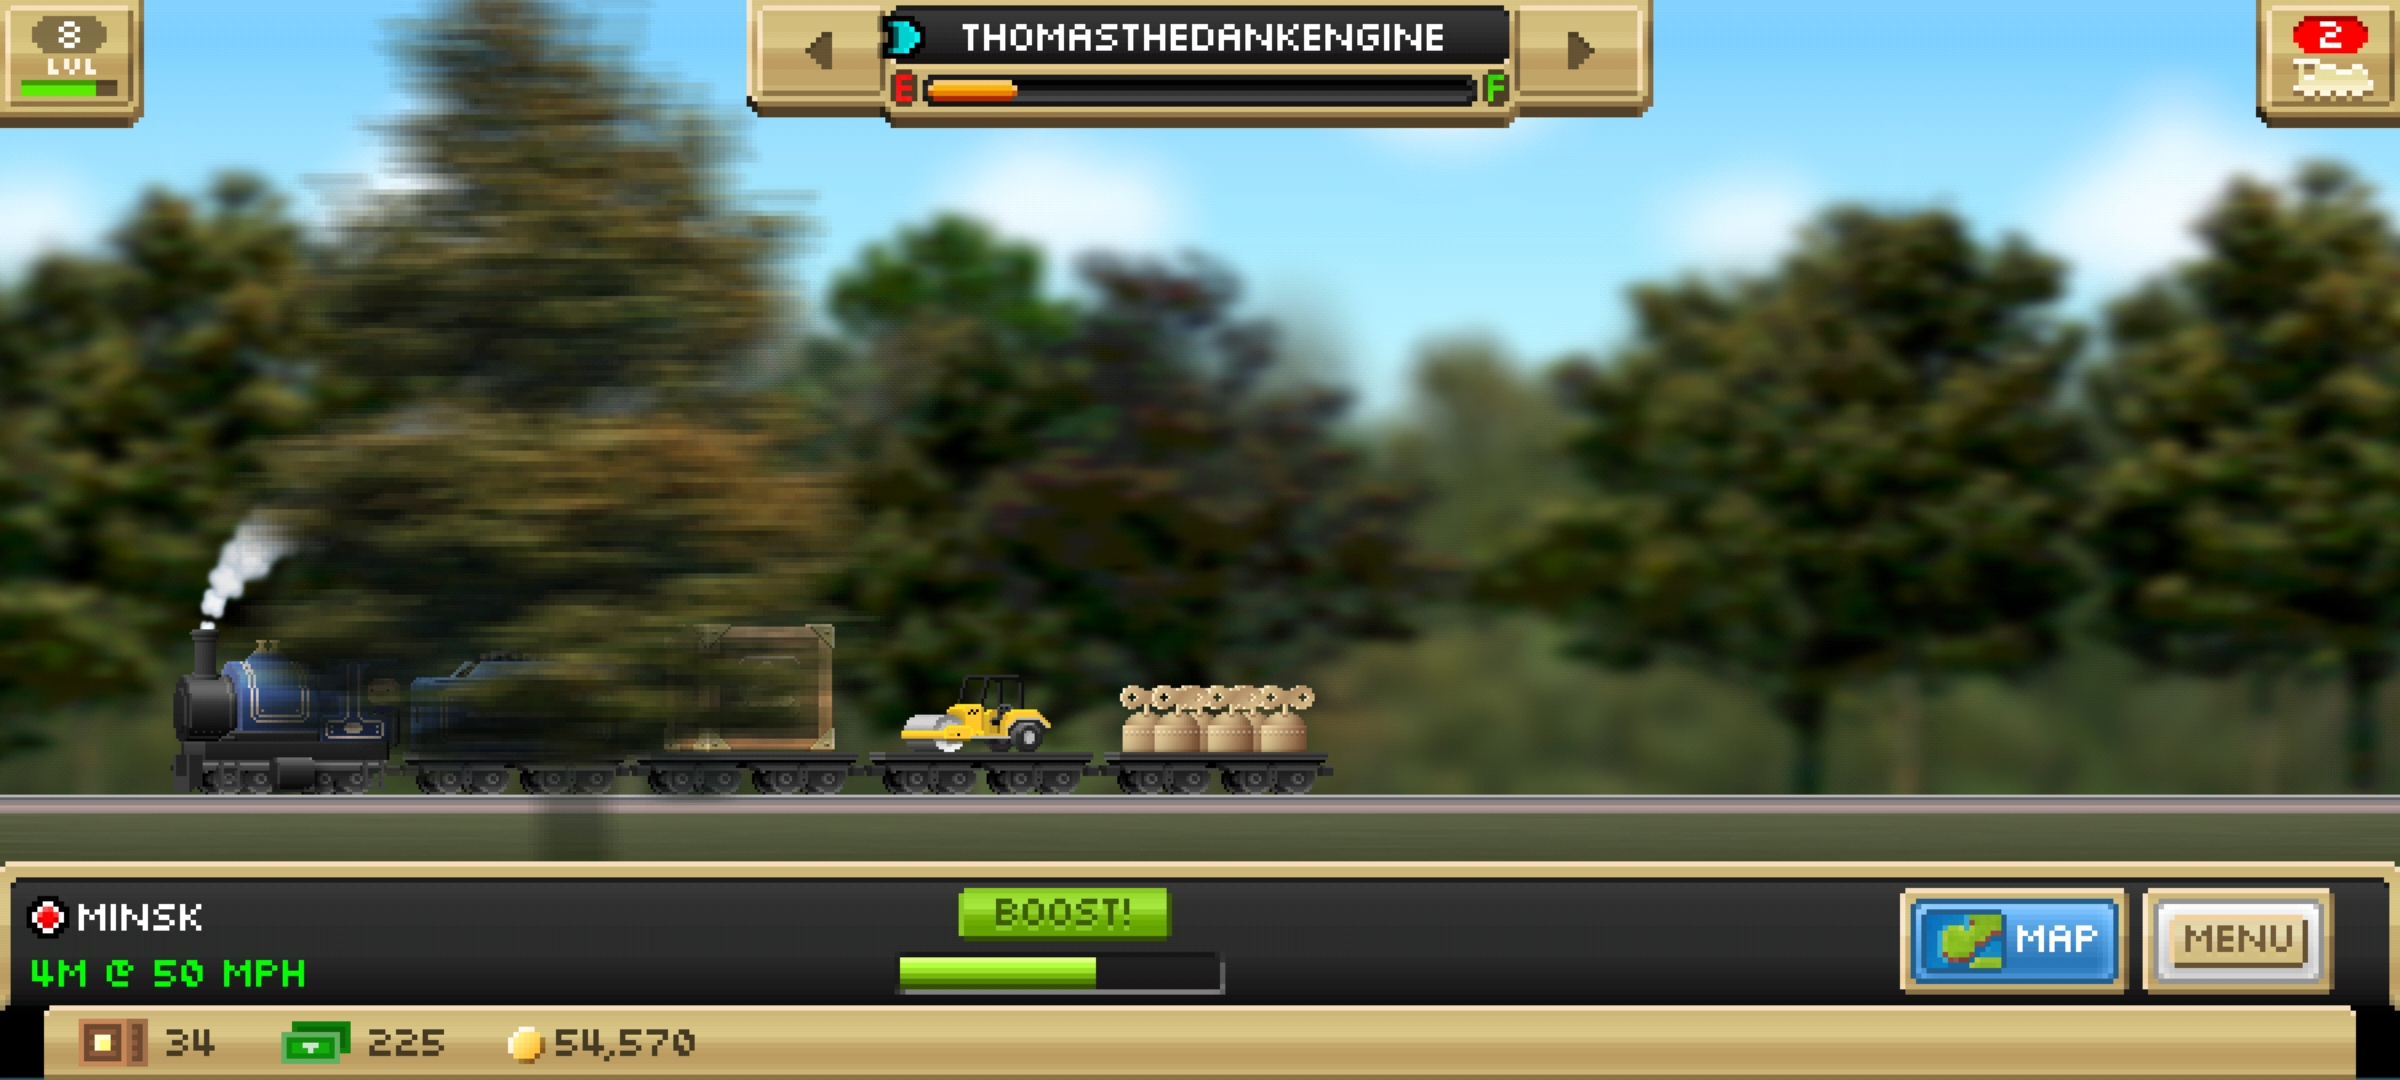 8
LVL
THOMASTHEDANKENGINE
E F
2
MINSK
4M @ 50 MPH
BOOST!
MAP
MENU
34 225 54,570